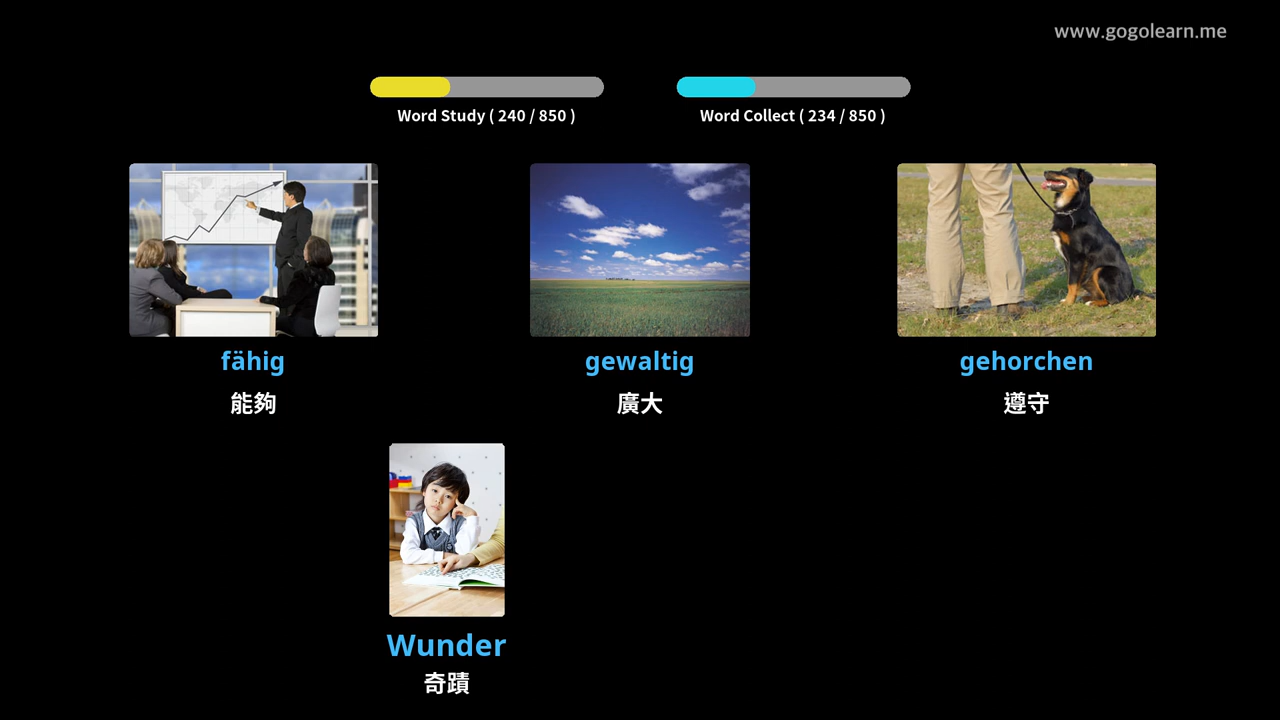 www.gogolearn.me
Word Study ( 240 / 850 )
Word Collect ( 234 / 850 )
fähig
能夠
gewaltig
廣大
gehorchen
遵守
Wunder
奇蹟